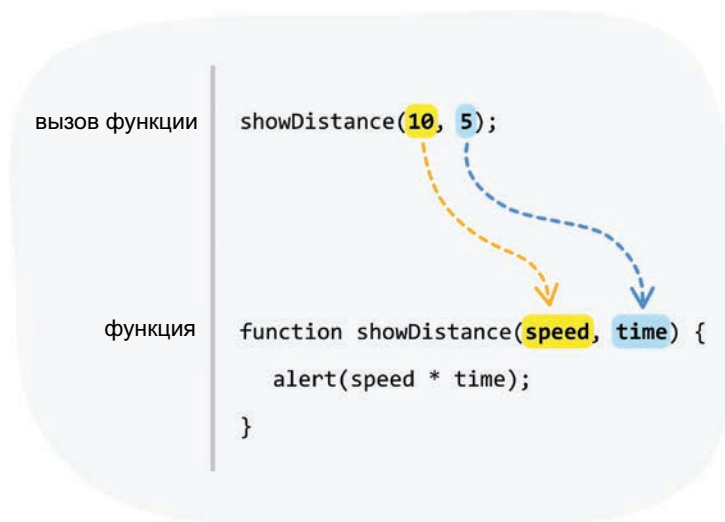 вызов функции showDistance(10, 5);
функция function showDistance(speed, time) {
alert(speed * time);
}